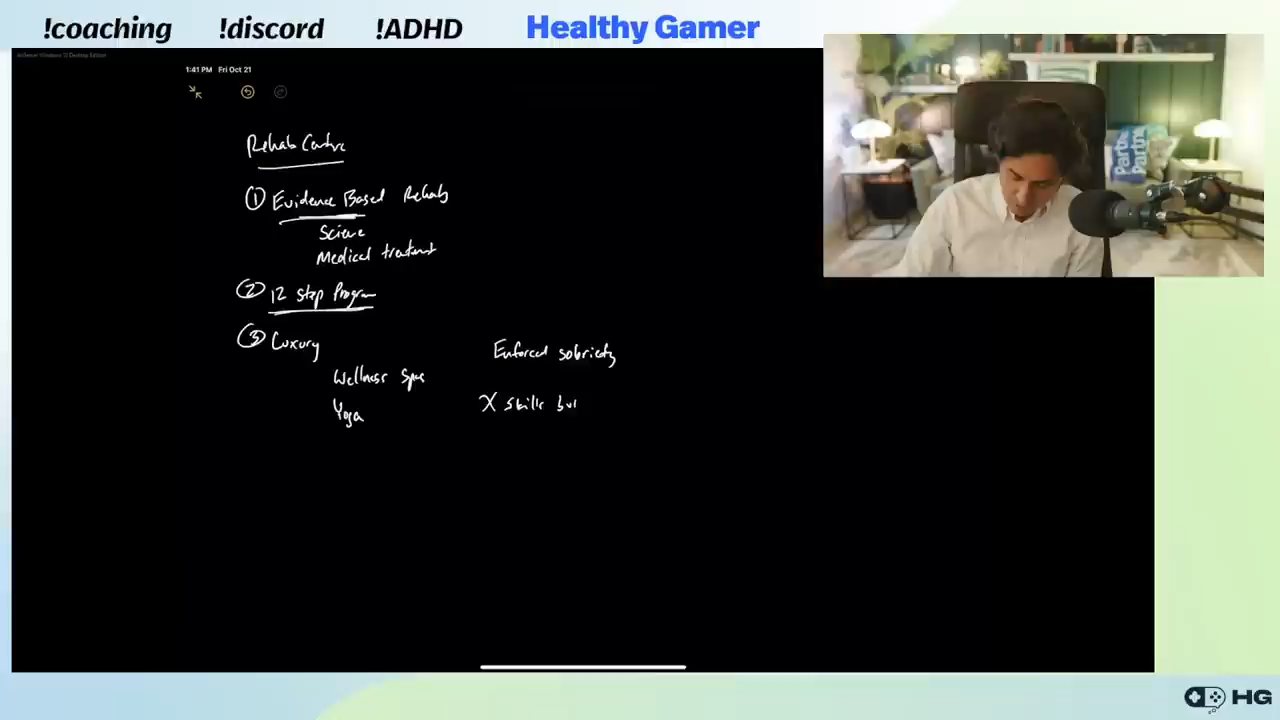 !coaching !discord !ADHD Healthy Gamer
1:41 PM Fri Oct 21
Rehab Centre
① Evidence Based Rehab
Science
Medical treatment
② 12 Step Program
③ Luxury
Enforced sobriety
Wellness Spas
X skills bui
Yoga
HG